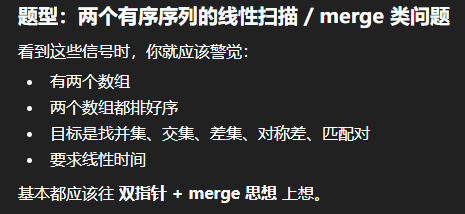 题型：两个有序序列的线性扫描 / merge 类问题
看到这些信号时，你就应该警觉：
• 有两个数组
• 两个数组都排好序
• 目标是找并集、交集、差集、对称差、匹配对
• 要求线性时间
基本都应该往 双指针 + merge 思想 上想。